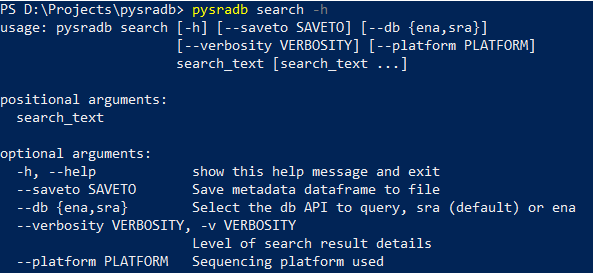 PS D:\Projects\pysradb> pysradb search -h
usage: pysradb search [-h] [--saveto SAVETO] [--db {ena,sra}]
[--verbosity VERBOSITY] [--platform PLATFORM]
search_text [search_text ...]
positional arguments:
search_text
optional arguments:
-h, --help show this help message and exit
--saveto SAVETO Save metadata dataframe to file
--db {ena,sra} Select the db API to query, sra (default) or ena
--verbosity VERBOSITY, -v VERBOSITY
Level of search result details
--platform PLATFORM Sequencing platform used